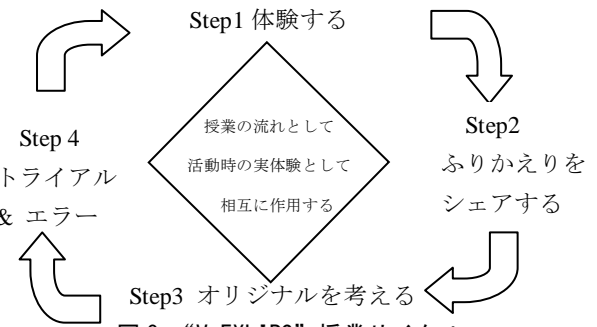 Step1 体験する
授業の流れとして
活動時の実体験として
相互に作用する
Step2
ふりかえりを
シェアする
Step3 オリジナルを考える
Step 4
トライアル
& エラー